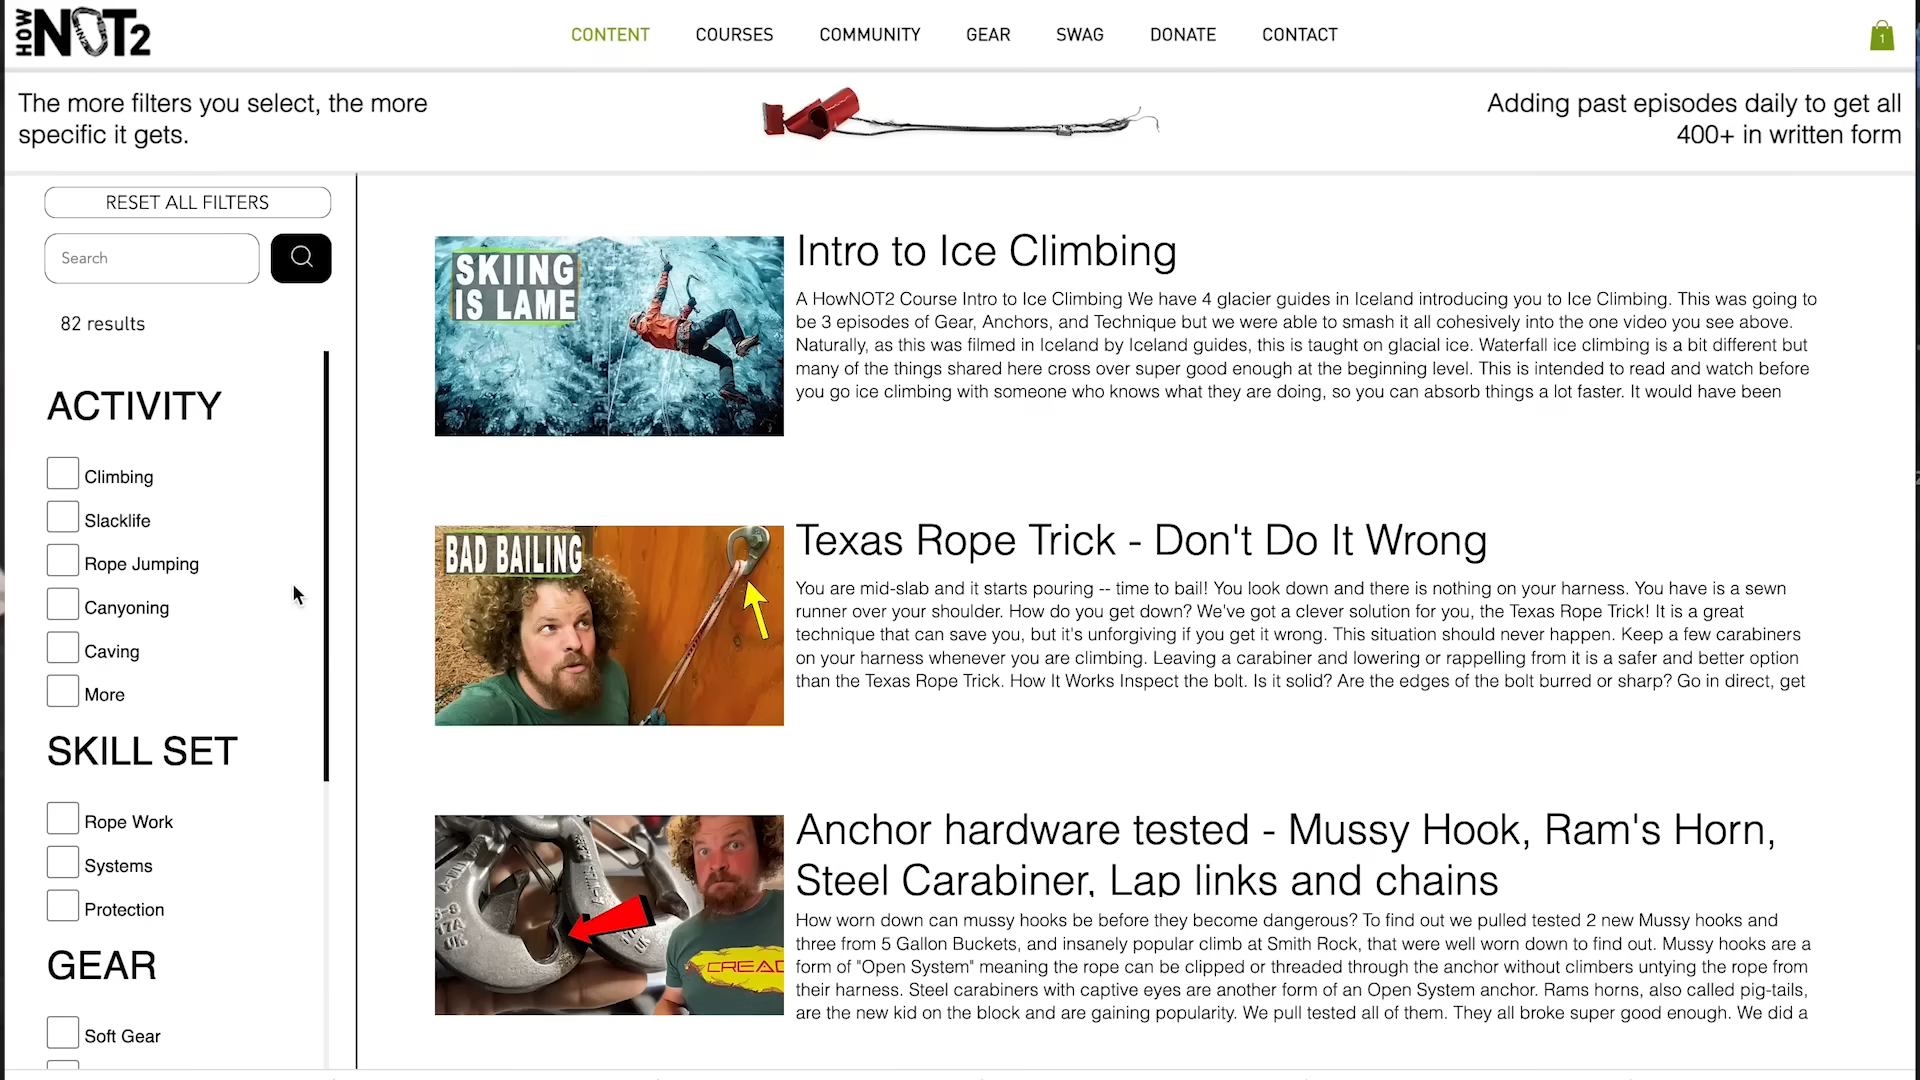 HOW NOT2
CONTENT COURSES COMMUNITY GEAR SWAG DONATE CONTACT
1
The more filters you select, the more
specific it gets.
Adding past episodes daily to get all
400+ in written form
RESET ALL FILTERS
Search
82 results
ACTIVITY
Climbing
Slacklife
Rope Jumping
Canyoning
Caving
More
SKILL SET
Rope Work
Systems
Protection
GEAR
Soft Gear
SKIING
IS LAME
Intro to Ice Climbing
A HowNOT2 Course Intro to Ice Climbing We have 4 glacier guides in Iceland introducing you to Ice Climbing. This was going to
be 3 episodes of Gear, Anchors, and Technique but we were able to smash it all cohesively into the one video you see above.
Naturally, as this was filmed in Iceland by Iceland guides, this is taught on glacial ice. Waterfall ice climbing is a bit different but
many of the things shared here cross over super good enough at the beginning level. This is intended to read and watch before
you go ice climbing with someone who knows what they are doing, so you can absorb things a lot faster. It would have been
BAD BAILING
Texas Rope Trick - Don't Do It Wrong
You are mid-slab and it starts pouring -- time to bail! You look down and there is nothing on your harness. You have is a sewn
runner over your shoulder. How do you get down? We've got a clever solution for you, the Texas Rope Trick! It is a great
technique that can save you, but it's unforgiving if you get it wrong. This situation should never happen. Keep a few carabiners
on your harness whenever you are climbing. Leaving a carabiner and lowering or rappelling from it is a safer and better option
than the Texas Rope Trick. How It Works Inspect the bolt. Is it solid? Are the edges of the bolt burred or sharp? Go in direct, get
CREAD
Anchor hardware tested - Mussy Hook, Ram's Horn,
Steel Carabiner, Lap links and chains
How worn down can mussy hooks be before they become dangerous? To find out we pulled tested 2 new Mussy hooks and
three from 5 Gallon Buckets, and insanely popular climb at Smith Rock, that were well worn down to find out. Mussy hooks are a
form of "Open System" meaning the rope can be clipped or threaded through the anchor without climbers untying the rope from
their harness. Steel carabiners with captive eyes are another form of an Open System anchor. Rams horns, also called pig-tails,
are the new kid on the block and are gaining popularity. We pull tested all of them. They all broke super good enough. We did a